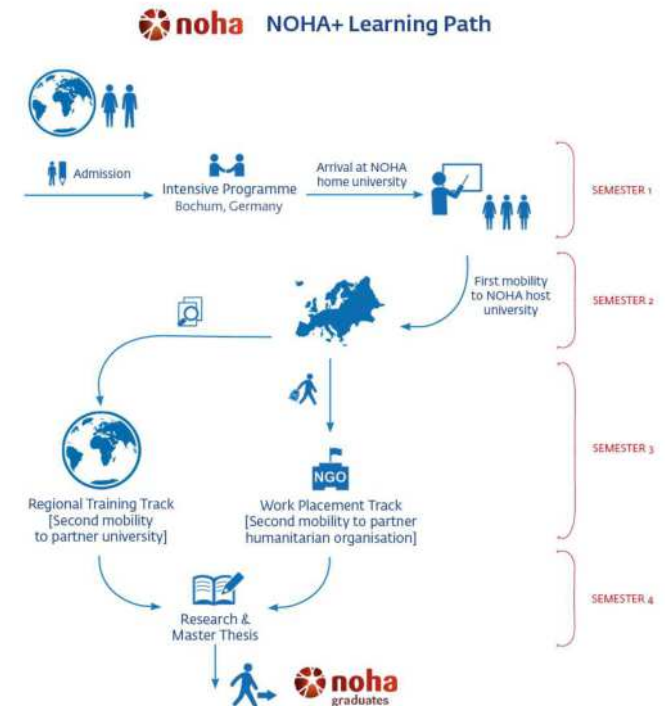 noha NOHA+ Learning Path
Admission
Intensive Programme
Bochum, Germany
Arrival at NOHA
home university
SEMESTER 1
First mobility
to NOHA host
university
SEMESTER 2
SEMESTER 3
NGO
Regional Training Track
[Second mobility
to partner university]
Work Placement Track
[Second mobility to partner
humanitarian organisation]
SEMESTER 4
Research &
Master Thesis
noha
graduates